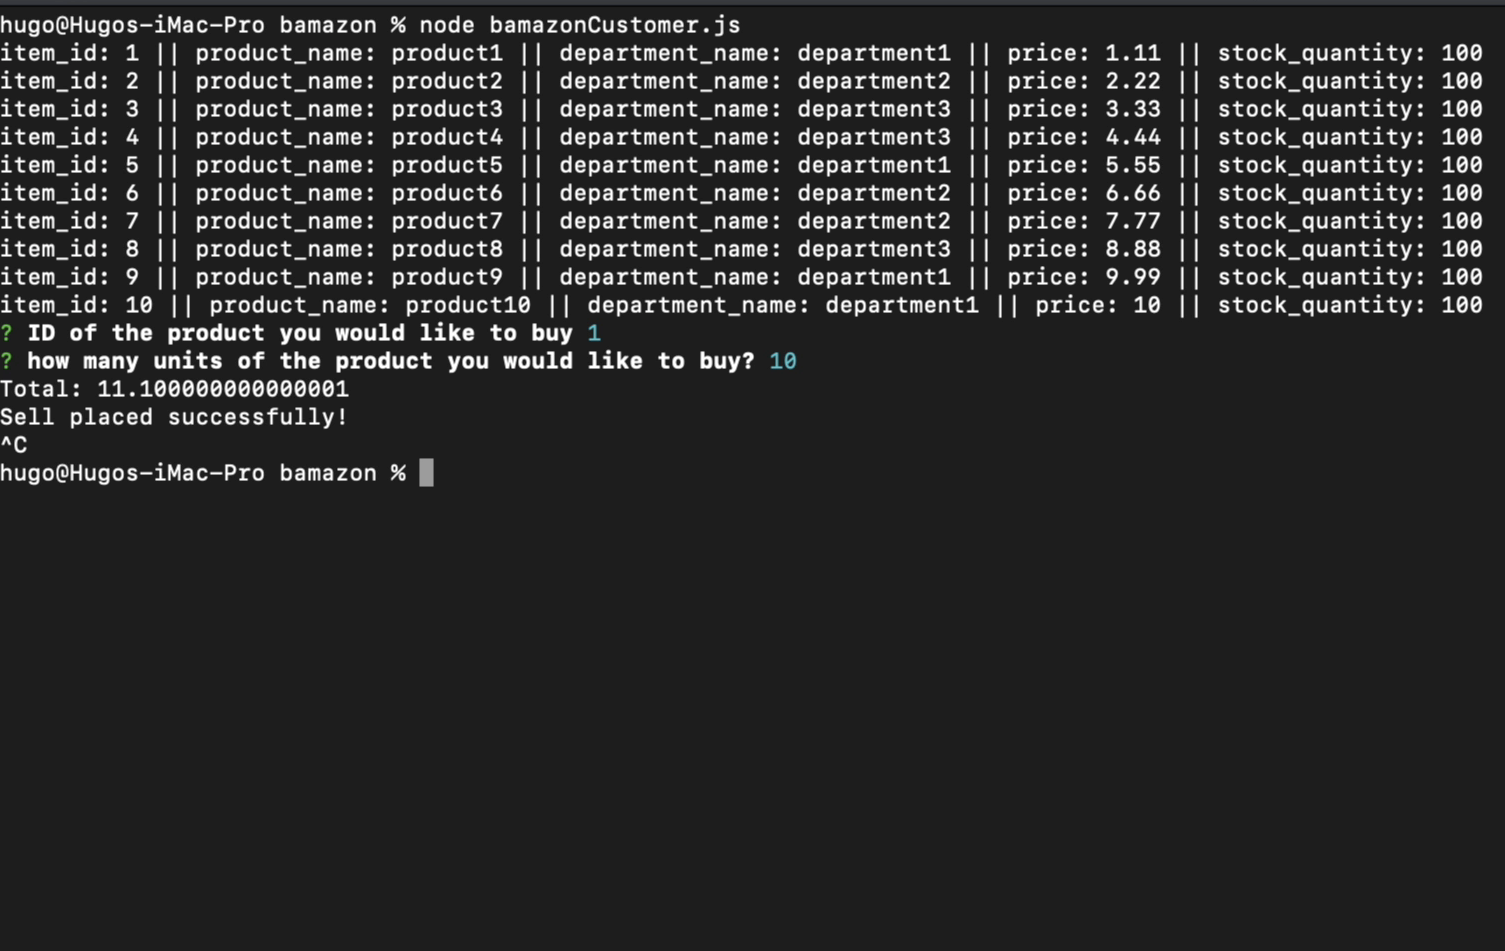 hugo@Hugos-iMac-Pro bamazon % node bamazonCustomer.js
item_id: 1 || product_name: product1 || department_name: department1 || price: 1.11 || stock_quantity: 100
item_id: 2 || product_name: product2 || department_name: department2 || price: 2.22 || stock_quantity: 100
item_id: 3 || product_name: product3 || department_name: department3 || price: 3.33 || stock_quantity: 100
item_id: 4 || product_name: product4 || department_name: department3 || price: 4.44 || stock_quantity: 100
item_id: 5 || product_name: product5 || department_name: department1 || price: 5.55 || stock_quantity: 100
item_id: 6 || product_name: product6 || department_name: department2 || price: 6.66 || stock_quantity: 100
item_id: 7 || product_name: product7 || department_name: department2 || price: 7.77 || stock_quantity: 100
item_id: 8 || product_name: product8 || department_name: department3 || price: 8.88 || stock_quantity: 100
item_id: 9 || product_name: product9 || department_name: department1 || price: 9.99 || stock_quantity: 100
item_id: 10 || product_name: product10 || department_name: department1 || price: 10 || stock_quantity: 100
? ID of the product you would like to buy 1
? how many units of the product you would like to buy? 10
Total: 11.100000000000001
Sell placed successfully!
^C
hugo@Hugos-iMac-Pro bamazon %